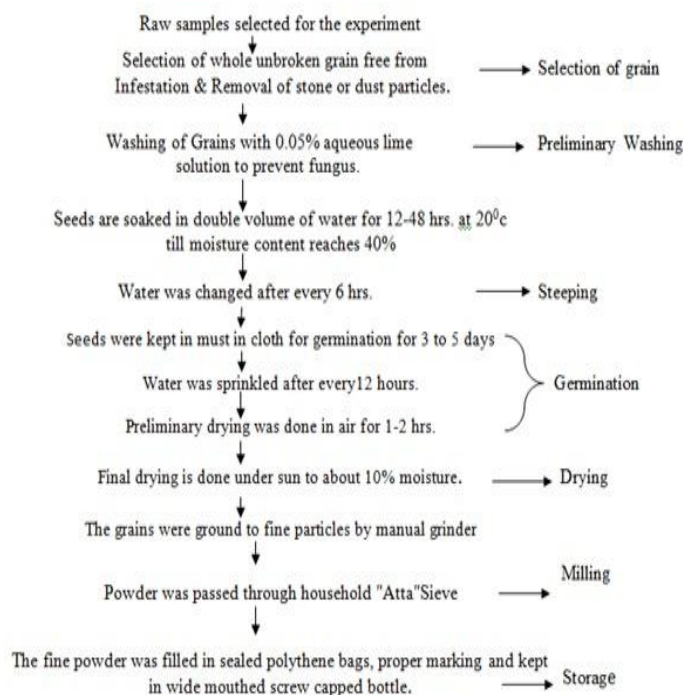 Raw samples selected for the experiment
Selection of whole unbroken grain free from
Infestation & Removal of stone or dust particles.
Selection of grain
Washing of Grains with 0.05% aqueous lime
solution to prevent fungus.
Preliminary Washing
Seeds are soaked in double volume of water for 12-48 hrs. at 20⁰c
till moisture content reaches 40%
Water was changed after every 6 hrs.
Steeping
Seeds were kept in must in cloth for germination for 3 to 5 days
Water was sprinkled after every12 hours.
Germination
Preliminary drying was done in air for 1-2 hrs.
Final drying is done under sun to about 10% moisture.
Drying
The grains were ground to fine particles by manual grinder
Milling
Powder was passed through household "Atta"Sieve
The fine powder was filled in sealed polythene bags, proper marking and kept
in wide mouthed screw capped bottle.
Storage